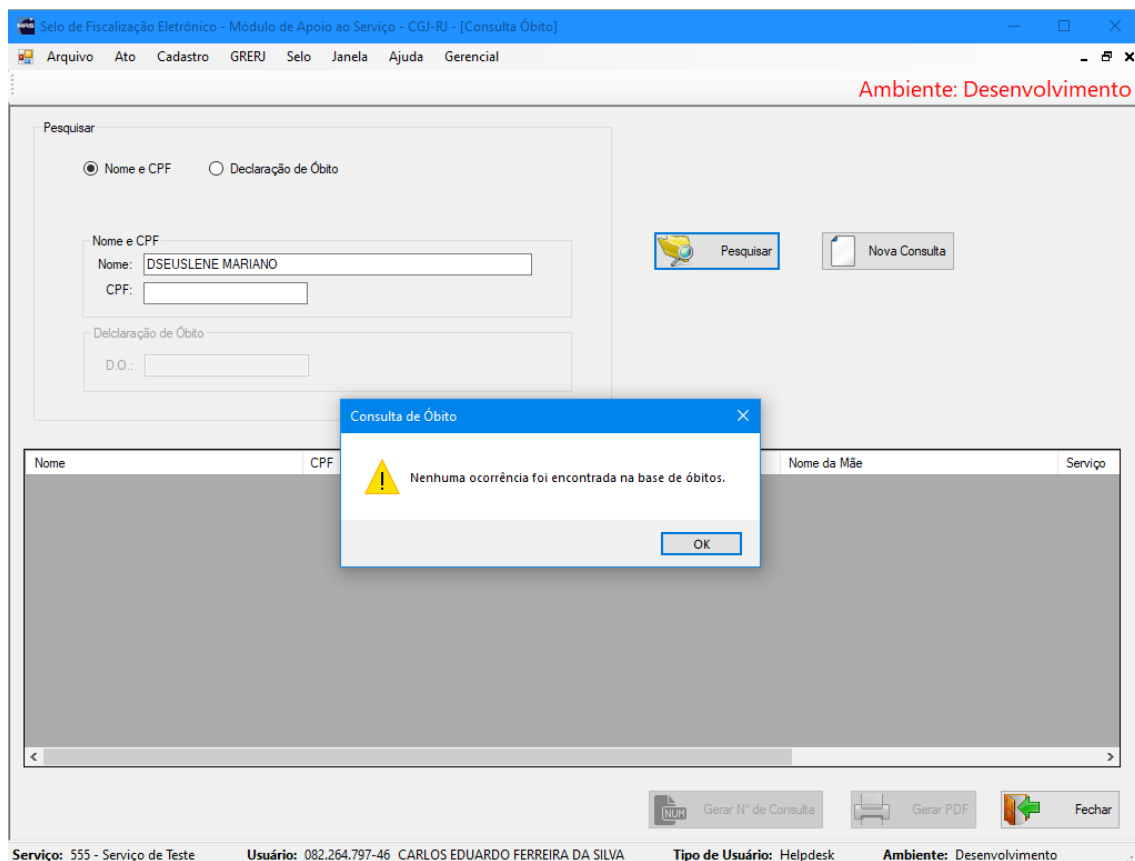 MAS Selo de Fiscalização Eletrônico - Módulo de Apoio ao Serviço - CGJ-RJ - [Consulta Óbito]
Arquivo Ato Cadastro GRERJ Selo Janela Ajuda Gerencial
Ambiente: Desenvolvimento
Pesquisar
Nome e CPF Declaração de Óbito
Nome e CPF
Nome: DSEUSLENE MARIANO
CPF:
Pesquisar Nova Consulta
Delclaração de Óbito
D.O.:
Consulta de Óbito
Nenhuma ocorrência foi encontrada na base de óbitos.
OK
Nome CPF Nome da Mãe Serviço
NUM Gerar N° de Consulta Gerar PDF Fechar
Serviço: 555 - Serviço de Teste Usuário: 082.264.797-46 CARLOS EDUARDO FERREIRA DA SILVA Tipo de Usuário: Helpdesk Ambiente: Desenvolvimento